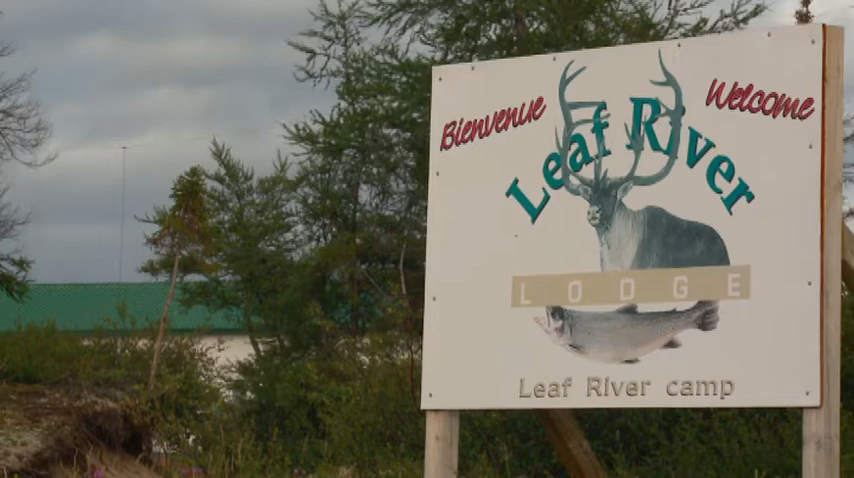 Bienvenue
Welcome
Leaf River
LODGE
Leaf River camp